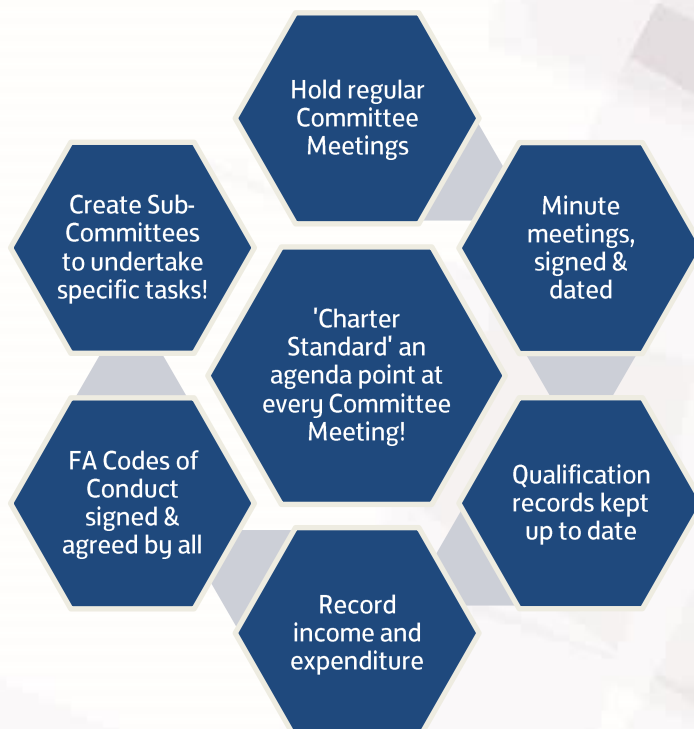 Hold regular
Committee
Meetings
Minute
meetings,
signed &
dated
Qualification
records kept
up to date
Record
income and
expenditure
FA Codes of
Conduct
signed &
agreed by all
Create Sub-
Committees
to undertake
specific tasks!
'Charter
Standard' an
agenda point at
every Committee
Meeting!